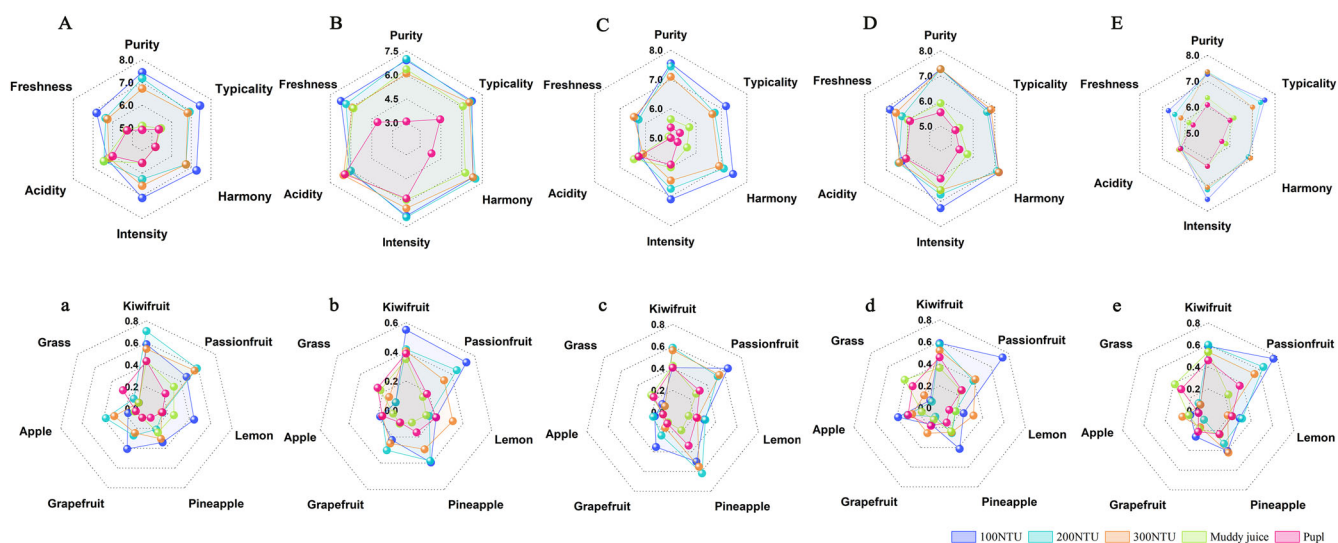 A B C D E
Purity Purity Purity Purity Purity
8.0 7.5 8.0 8.0 8.0
Freshness Typicality Freshness Typicality Freshness Typicality Freshness Typicality Freshness Typicality
7.0 6.0 5.0
4.5 3.0
7.0 6.0 5.0
6.0 5.0
7.0 6.0 5.0
Acidity Harmony Acidity Harmony Acidity Harmony Acidity Harmony Acidity Harmony
Intensity Intensity Intensity Intensity Intensity
a b c d e
Kiwifruit Kiwifruit Kiwifruit Kiwifruit Kiwifruit
0.8 0.6 0.8 0.8 0.8
Grass Passionfruit Grass Passionfruit Grass Passionfruit Grass Passionfruit Grass Passionfruit
0.6 0.4 0.2 0.0
0.4 0.2 0.0
0.6 0.4 0.2 0.0
0.6 0.4 0.2 0.0
0.6 0.4 0.2 0.0
Apple Lemon Apple Lemon Apple Lemon Apple Lemon Apple Lemon
Grapefruit Pineapple Grapefruit Pineapple Grapefruit Pineapple Grapefruit Pineapple Grapefruit Pineapple
100NTU 200NTU 300NTU Muddy juice Pupl